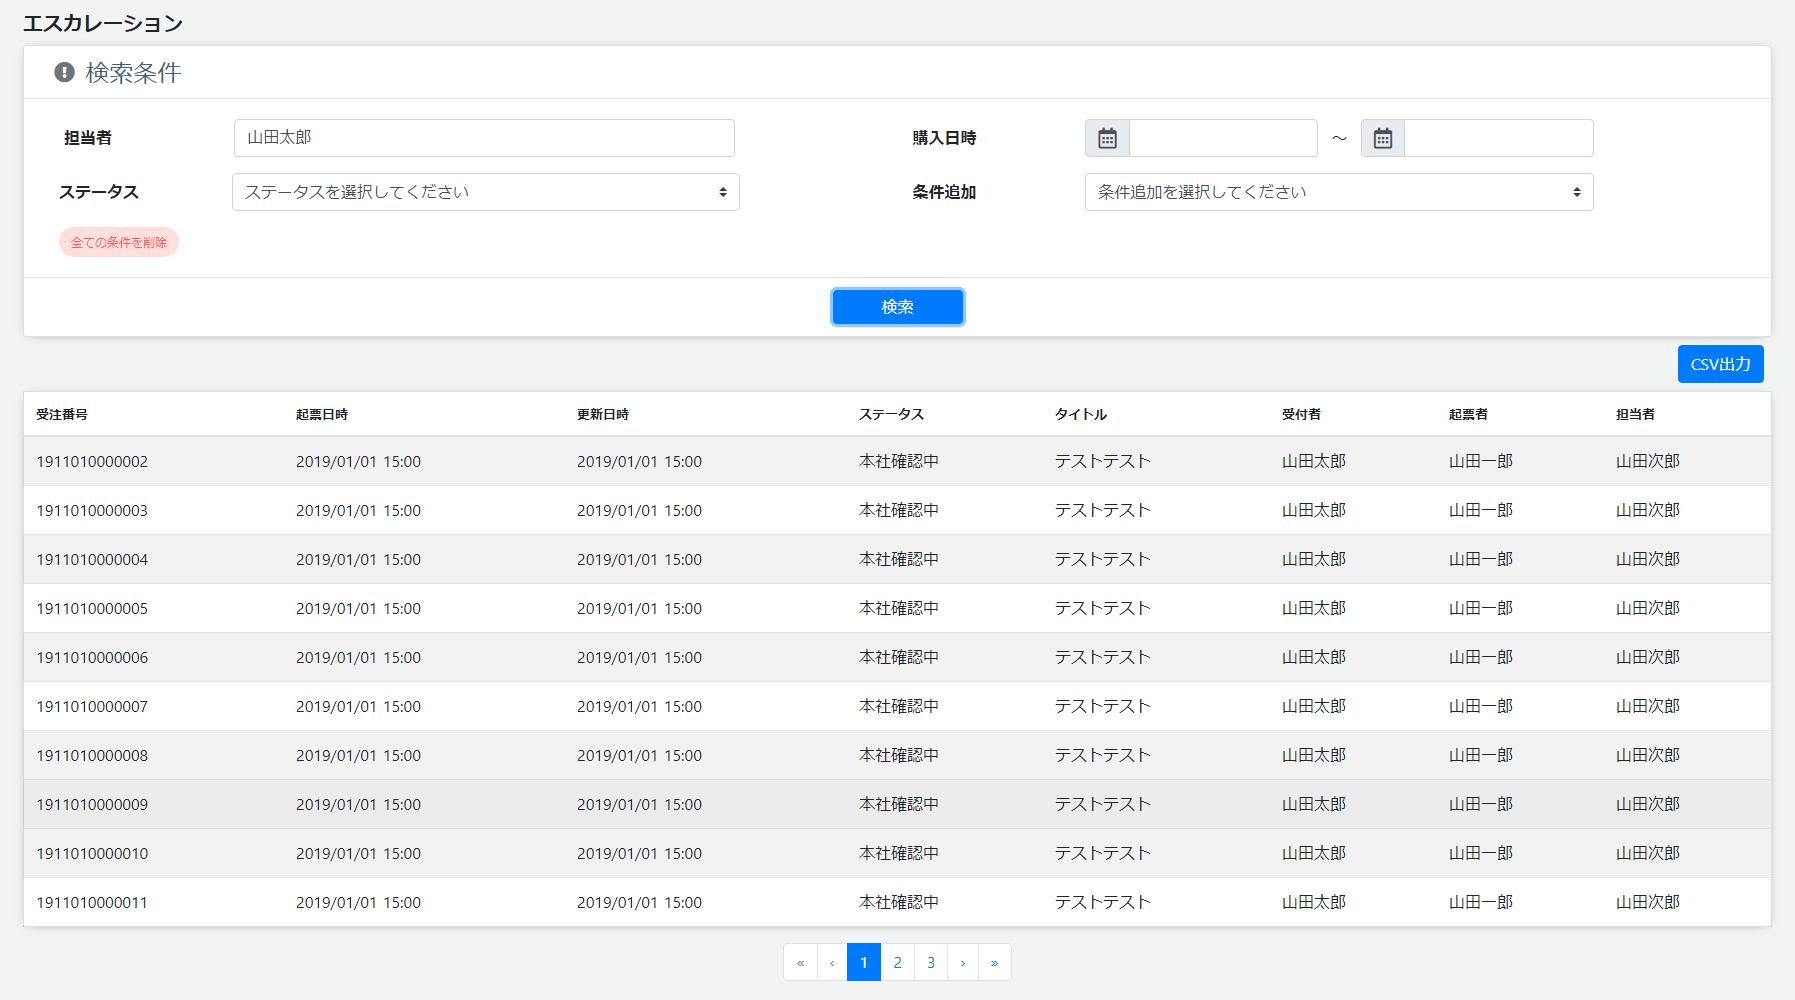 エスカレーション
検索条件
担当者 山田太郎 購入日時 ～
ステータス ステータスを選択してください 条件追加 条件追加を選択してください
全ての条件を削除
検索
CSV出力
受注番号 起票日時 更新日時 ステータス タイトル 受付者 起票者 担当者
1911010000002 2019/01/01 15:00 2019/01/01 15:00 本社確認中 テストテスト 山田太郎 山田一郎 山田次郎
1911010000003 2019/01/01 15:00 2019/01/01 15:00 本社確認中 テストテスト 山田太郎 山田一郎 山田次郎
1911010000004 2019/01/01 15:00 2019/01/01 15:00 本社確認中 テストテスト 山田太郎 山田一郎 山田次郎
1911010000005 2019/01/01 15:00 2019/01/01 15:00 本社確認中 テストテスト 山田太郎 山田一郎 山田次郎
1911010000006 2019/01/01 15:00 2019/01/01 15:00 本社確認中 テストテスト 山田太郎 山田一郎 山田次郎
1911010000007 2019/01/01 15:00 2019/01/01 15:00 本社確認中 テストテスト 山田太郎 山田一郎 山田次郎
1911010000008 2019/01/01 15:00 2019/01/01 15:00 本社確認中 テストテスト 山田太郎 山田一郎 山田次郎
1911010000009 2019/01/01 15:00 2019/01/01 15:00 本社確認中 テストテスト 山田太郎 山田一郎 山田次郎
1911010000010 2019/01/01 15:00 2019/01/01 15:00 本社確認中 テストテスト 山田太郎 山田一郎 山田次郎
1911010000011 2019/01/01 15:00 2019/01/01 15:00 本社確認中 テストテスト 山田太郎 山田一郎 山田次郎
« ‹ 1 2 3 › »